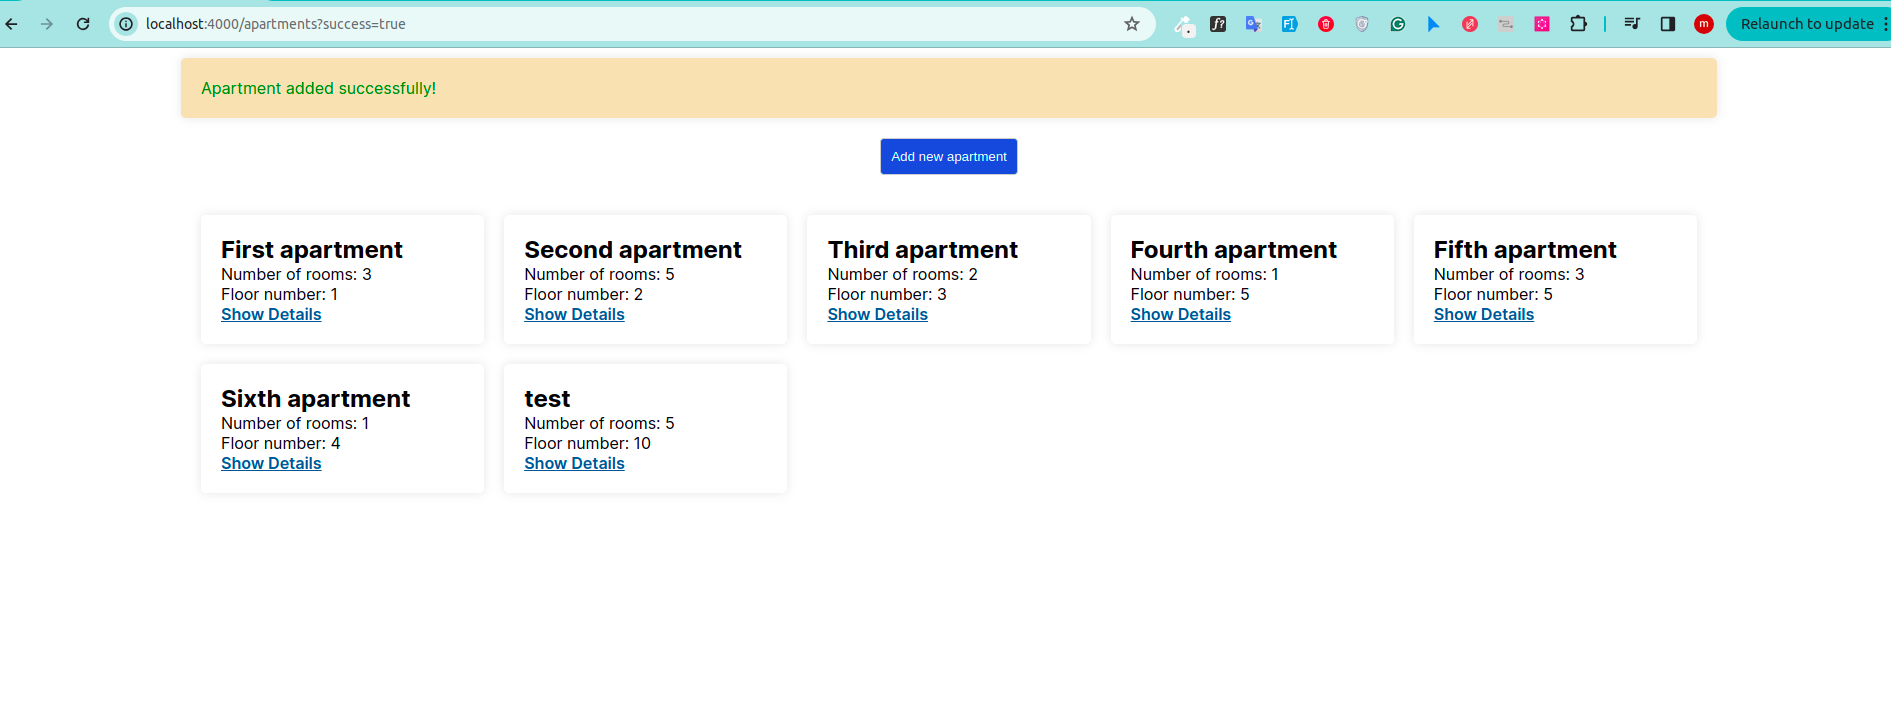 localhost:4000/apartments?success=true
Relaunch to update
Apartment added successfully!
Add new apartment
First apartment
Number of rooms: 3
Floor number: 1
Show Details
Second apartment
Number of rooms: 5
Floor number: 2
Show Details
Third apartment
Number of rooms: 2
Floor number: 3
Show Details
Fourth apartment
Number of rooms: 1
Floor number: 5
Show Details
Fifth apartment
Number of rooms: 3
Floor number: 5
Show Details
Sixth apartment
Number of rooms: 1
Floor number: 4
Show Details
test
Number of rooms: 5
Floor number: 10
Show Details